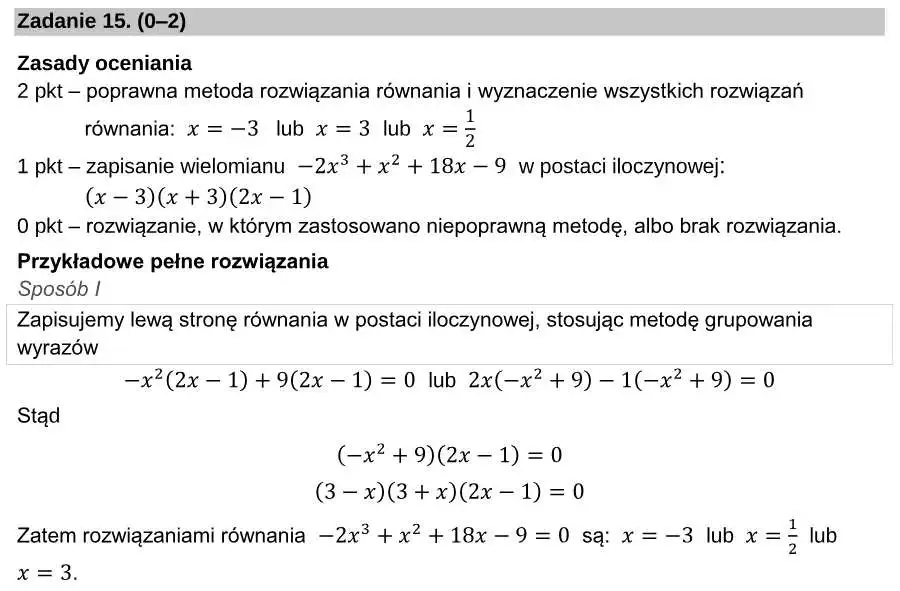 Zadanie 15. (0–2)
Zasady oceniania
2 pkt – poprawna metoda rozwiązania równania i wyznaczenie wszystkich rozwiązań
równania: x = −3 lub x = 3 lub x = 1/2
1 pkt – zapisanie wielomianu −2x³ + x² + 18x − 9 w postaci iloczynowej:
(x − 3)(x + 3)(2x − 1)
0 pkt – rozwiązanie, w którym zastosowano niepoprawną metodę, albo brak rozwiązania.
Przykładowe pełne rozwiązania
Sposób I
Zapisujemy lewą stronę równania w postaci iloczynowej, stosując metodę grupowania
wyrazów
−x²(2x − 1) + 9(2x − 1) = 0 lub 2x(−x² + 9) − 1(−x² + 9) = 0
Stąd
(−x² + 9)(2x − 1) = 0
(3 − x)(3 + x)(2x − 1) = 0
Zatem rozwiązaniami równania −2x³ + x² + 18x − 9 = 0 są: x = −3 lub x = 1/2 lub
x = 3.